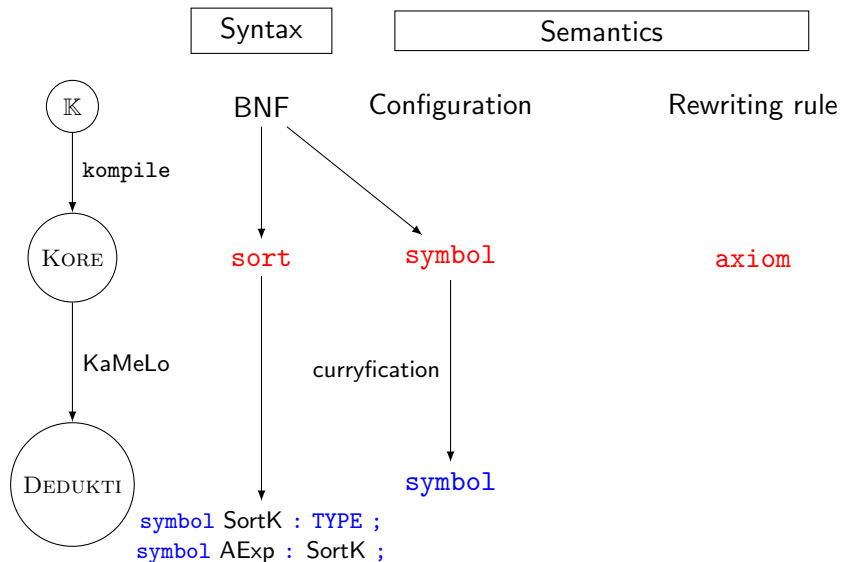 Syntax
Semantics
𝕂
BNF
Configuration
Rewriting rule
kompile
KORE
sort
symbol
axiom
KaMeLo
curryfication
DEDUKTI
symbol
symbol SortK : TYPE ;
symbol AExp : SortK ;